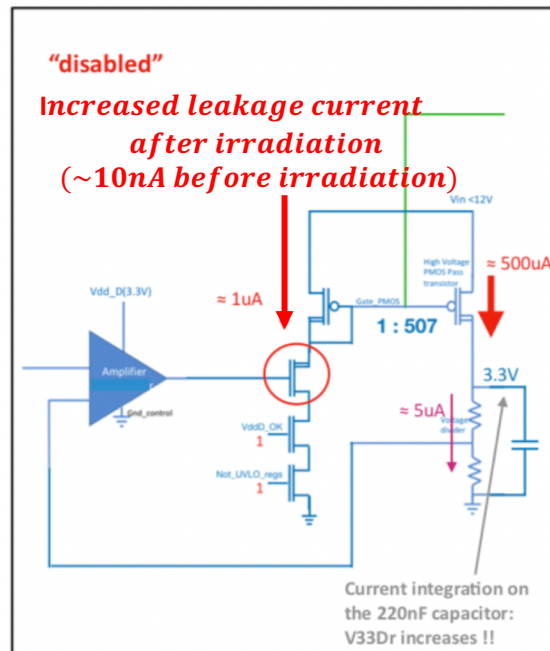 “disabled”
Increased leakage current
after irradiation
(~10nA before irradiation)
Vin <12V
High Voltage
PMOS Pass
transistor
≈ 500uA
Vdd_D(3.3V)
≈ 1uA
Gate_PMOS
1 : 507
Amplifier
Gnd_control
3.3V
≈ 5uA
Voltage
divider
VddD_OK
1
Not_UVLO_regs
1
Current integration on
the 220nF capacitor:
V33Dr increases !!